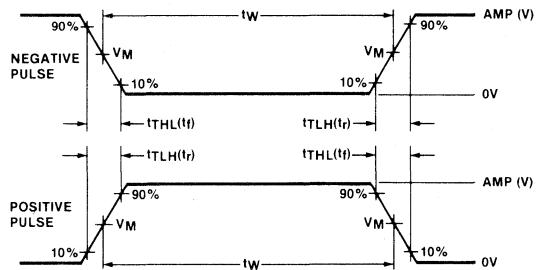 tW
AMP (V)
90%
90%
NEGATIVE
PULSE
VM
VM
10%
10%
0V
tTHL(tf)
tTLH(tr)
tTLH(tr)
tTHL(tf)
AMP (V)
90%
90%
POSITIVE
PULSE
VM
VM
10%
10%
tW
0V